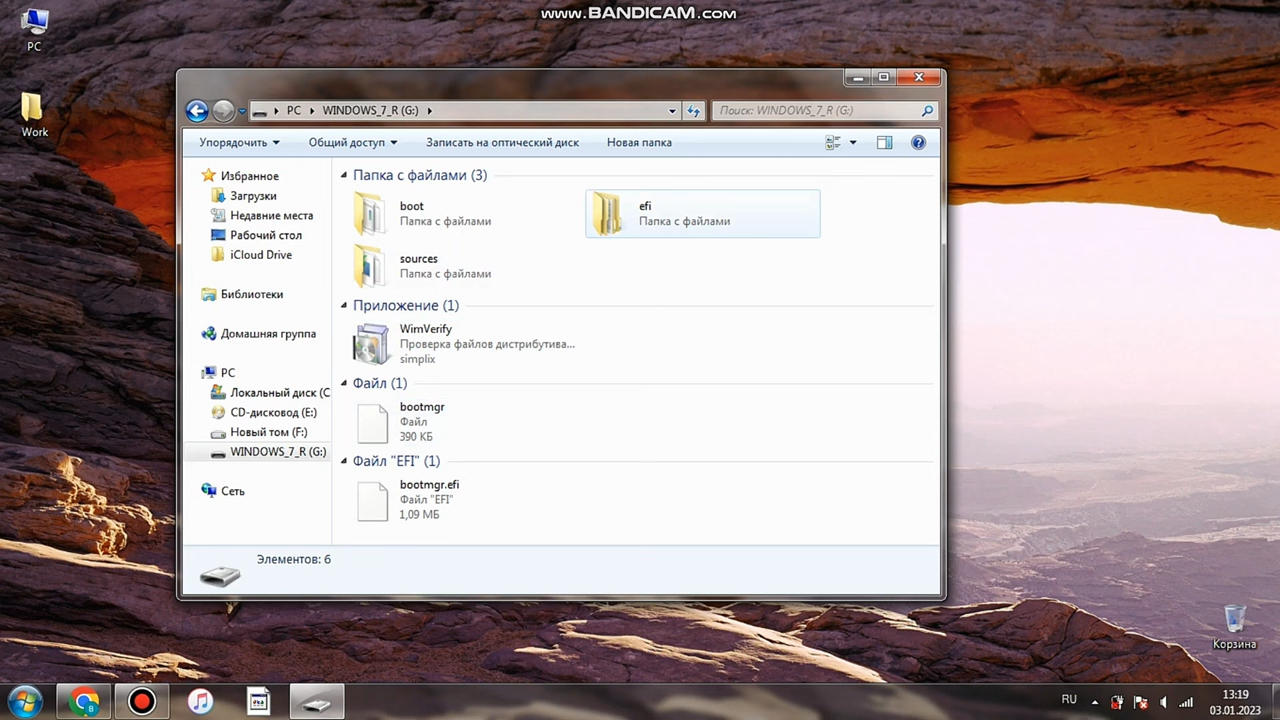 www.BANDICAM.com
PC
Work
PC
WINDOWS_7_R (G:)
Поиск: WINDOWS_7_R (G:)
Упорядочить
Общий доступ
Записать на оптический диск
Новая папка
Избранное
Загрузки
Недавние места
Рабочий стол
iCloud Drive
Библиотеки
Домашняя группа
PC
Локальный диск (C
CD-дисковод (E:)
Новый том (F:)
WINDOWS_7_R (G:)
Сеть
Папка с файлами (3)
boot
Папка с файлами
efi
Папка с файлами
sources
Папка с файлами
Приложение (1)
WimVerify
Проверка файлов дистрибутива...
simplix
Файл (1)
bootmgr
Файл
390 КБ
Файл "EFI" (1)
bootmgr.efi
Файл "EFI"
1,09 МБ
Элементов: 6
Корзина
RU
13:19
03.01.2023